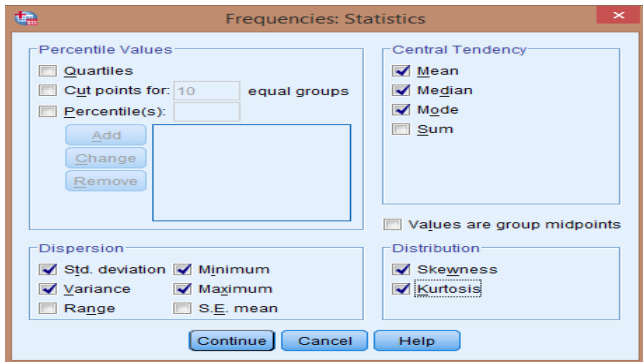 Frequencies: Statistics
Percentile Values
Quartiles
Cut points for: 10 equal groups
Percentile(s):
Add
Change
Remove
Central Tendency
Mean
Median
Mode
Sum
Values are group midpoints
Dispersion
Std. deviation Minimum
Variance Maximum
Range S.E. mean
Distribution
Skewness
Kurtosis
Continue Cancel Help